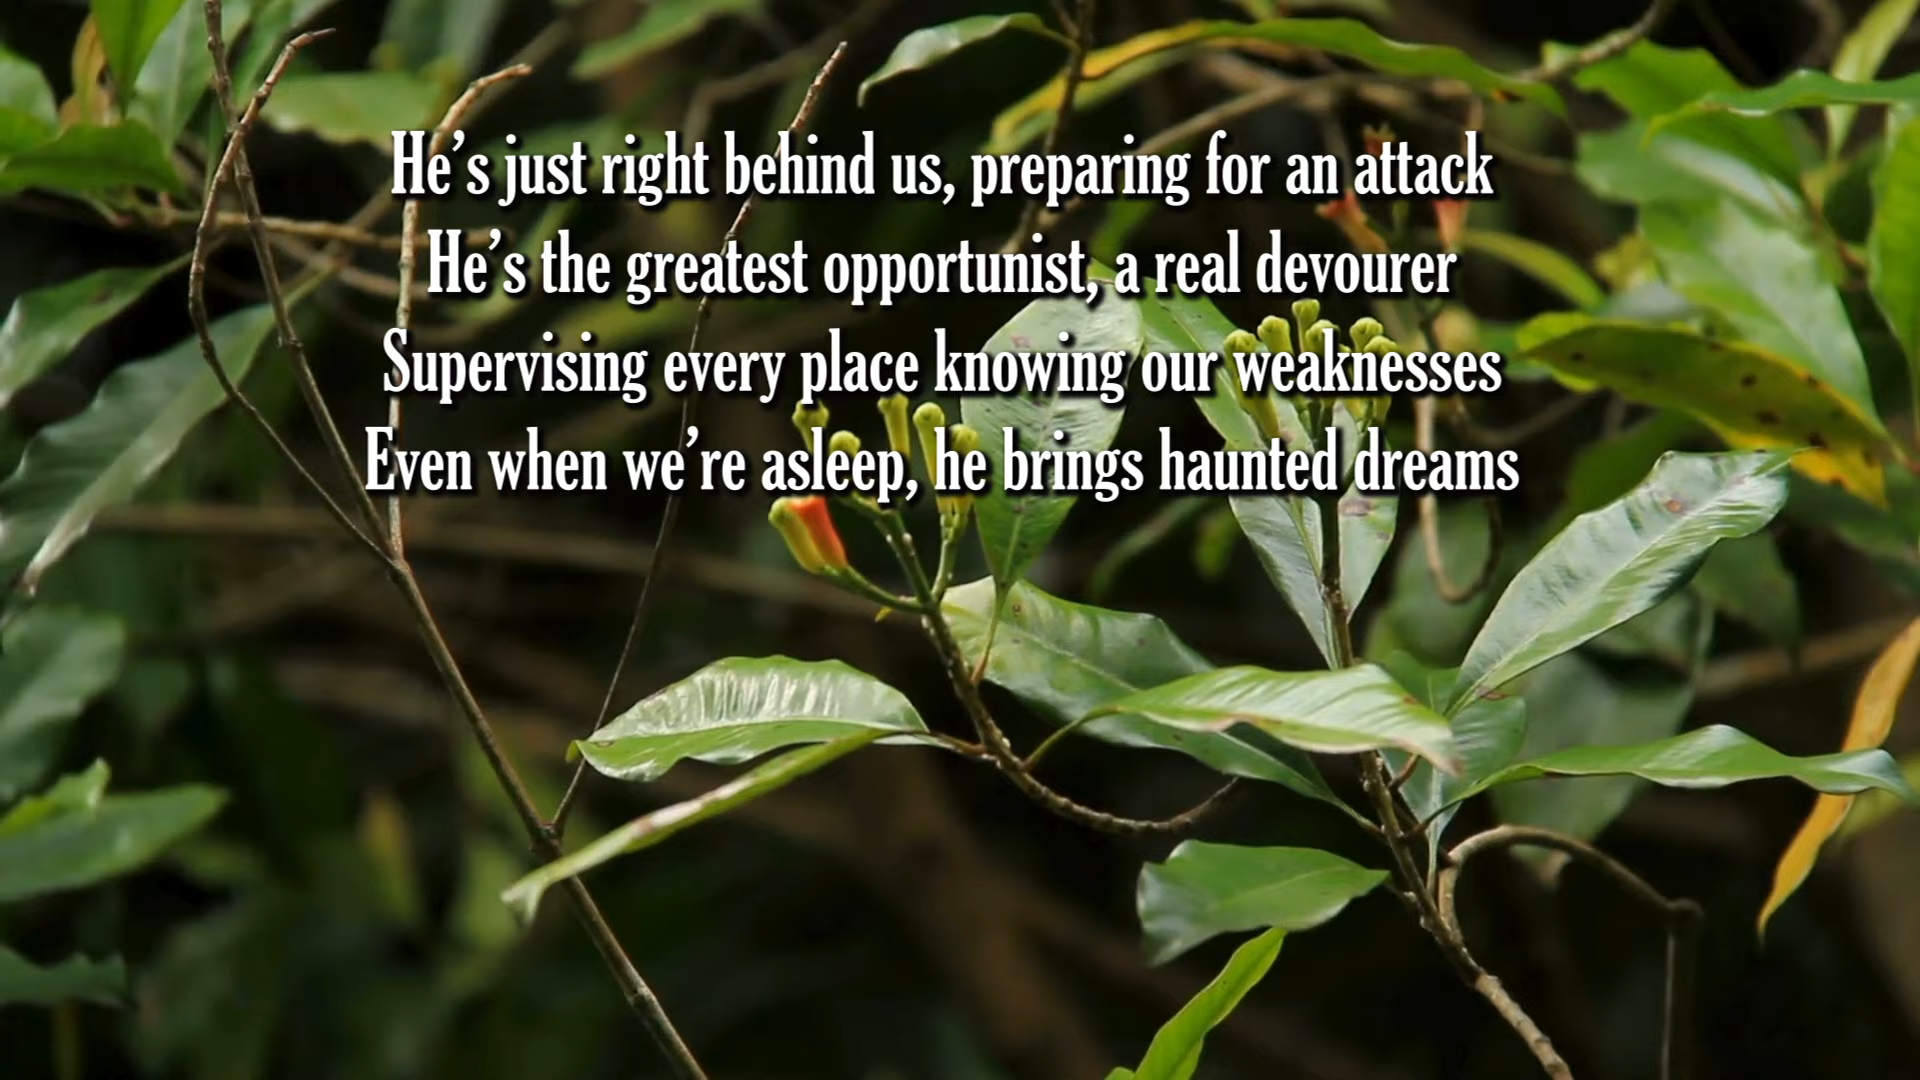 He’s just right behind us, preparing for an attack
He’s the greatest opportunist, a real devourer
Supervising every place knowing our weaknesses
Even when we’re asleep, he brings haunted dreams